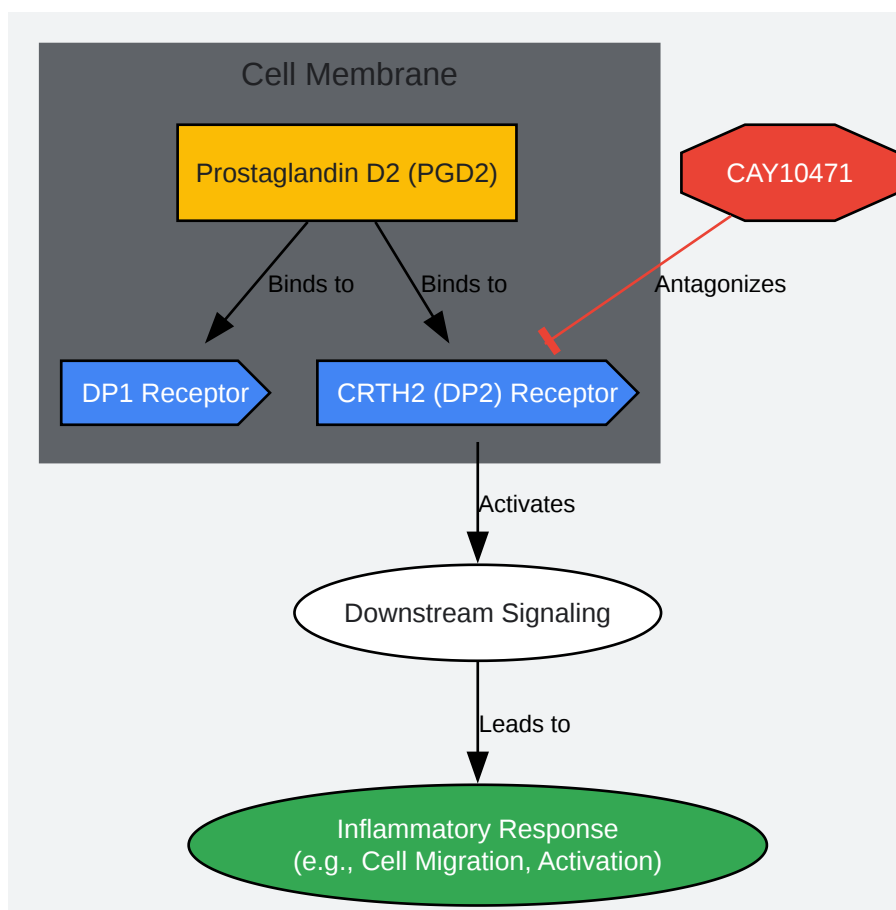 Cell Membrane
Prostaglandin D2 (PGD2)
CAY10471
Binds to
Binds to
Antagonizes
DP1 Receptor
CRTH2 (DP2) Receptor
Activates
Downstream Signaling
Leads to
Inflammatory Response
(e.g., Cell Migration, Activation)